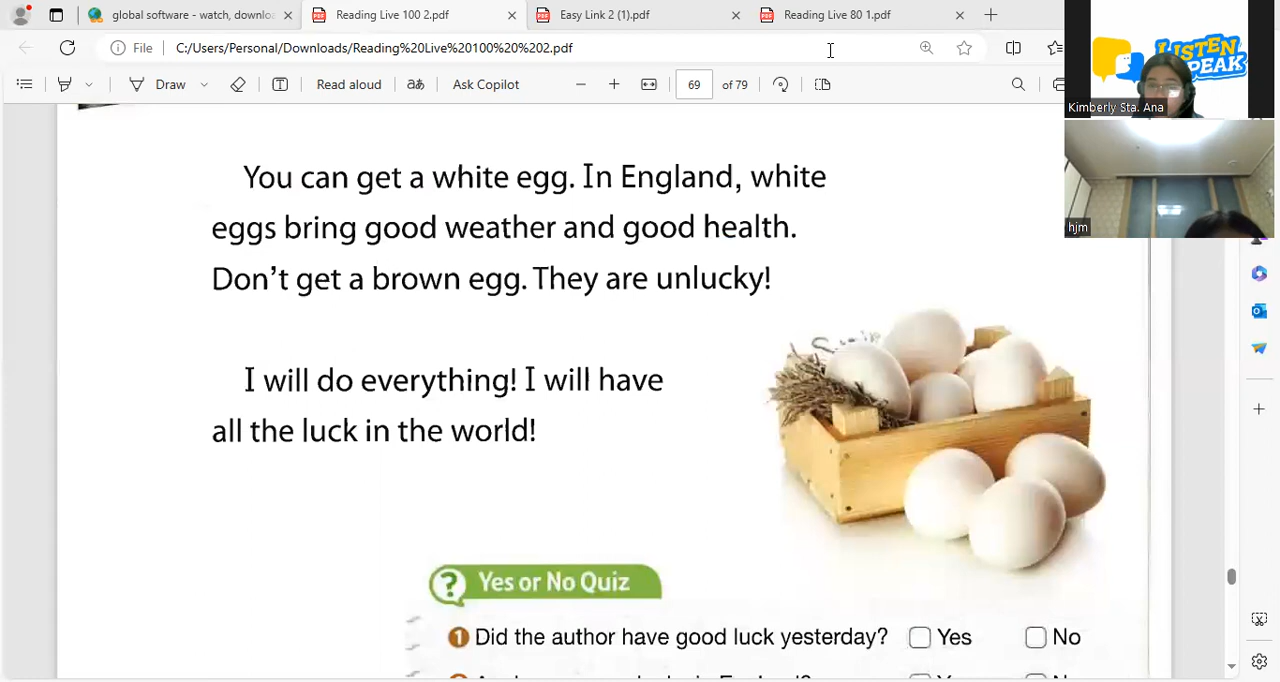 global software - watch, downloa
Reading Live 100 2.pdf
Easy Link 2 (1).pdf
Reading Live 80 1.pdf
File
C:/Users/Personal/Downloads/Reading%20Live%20100%20%202.pdf
Draw
Read aloud
aあ
Ask Copilot
69
of 79
LISTEN
SPEAK
Kimberly Sta. Ana
hjm
You can get a white egg. In England, white
eggs bring good weather and good health.
Don't get a brown egg. They are unlucky!
I will do everything! I will have
all the luck in the world!
? Yes or No Quiz
1 Did the author have good luck yesterday? Yes No